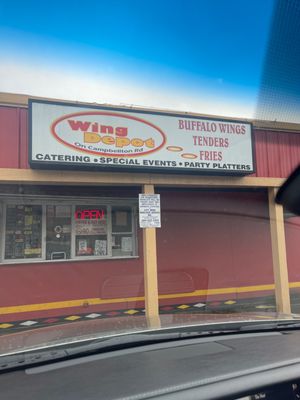 Wing
Depot
On Campbellton Rd
BUFFALO WINGS
TENDERS
FRIES
CATERING • SPECIAL EVENTS • PARTY PLATTERS
OPEN